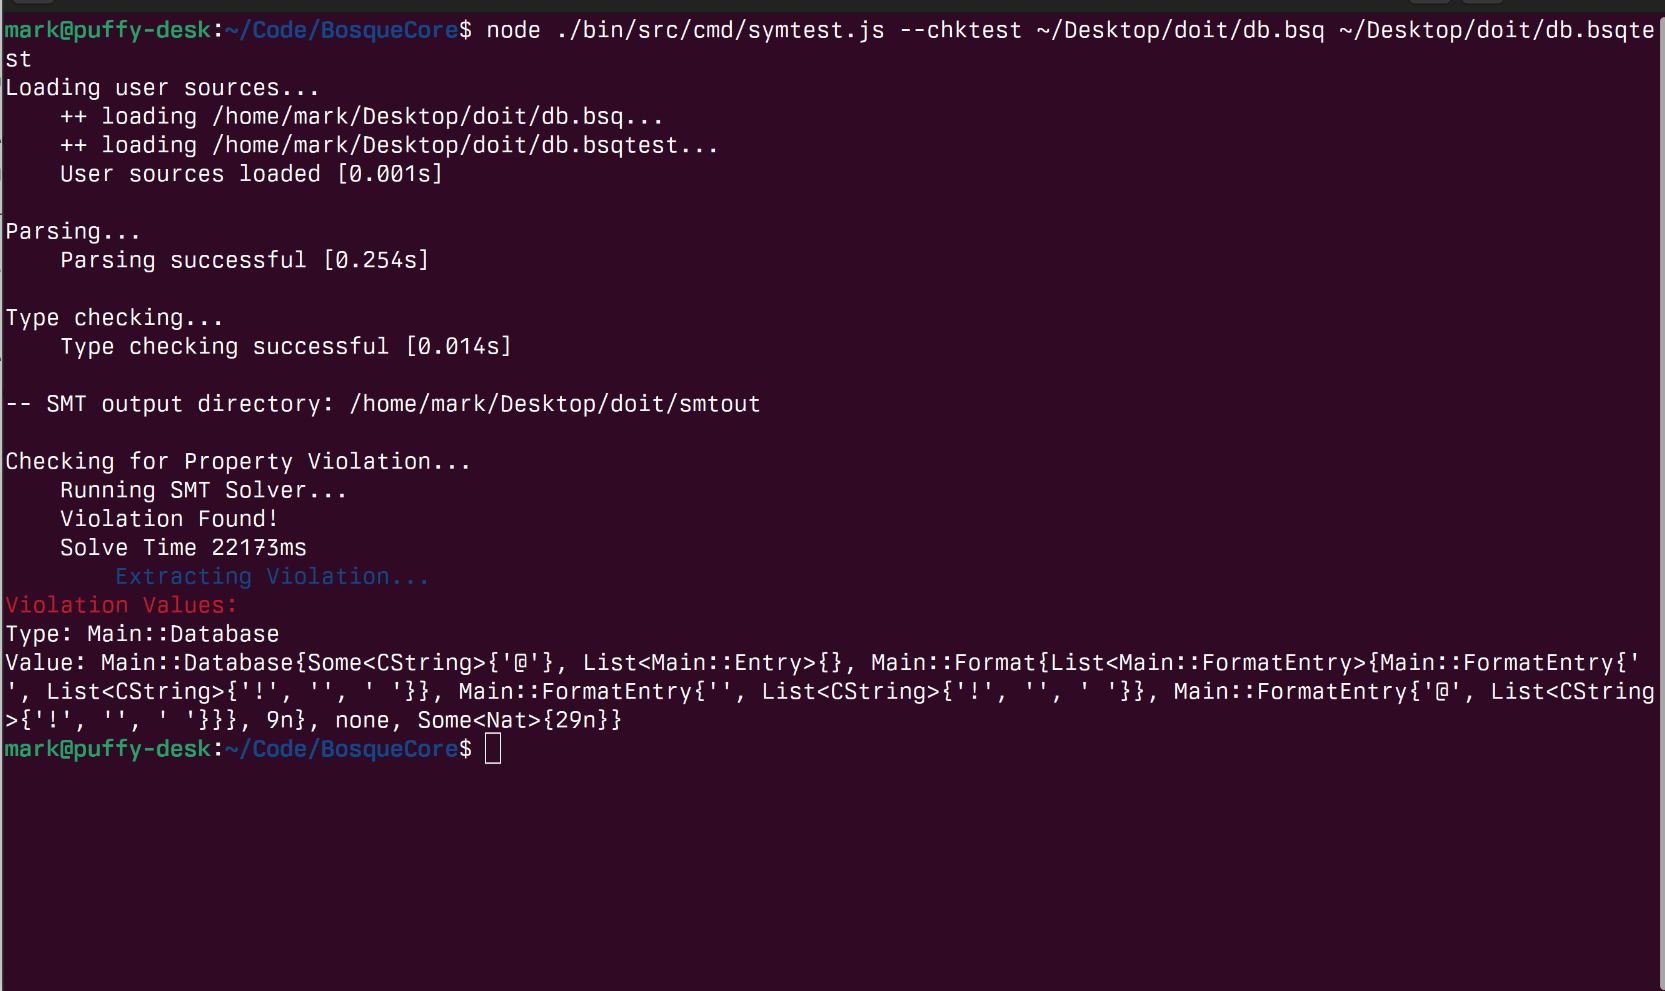 mark@puffy-desk:~/Code/BosqueCore$ node ./bin/src/cmd/symtest.js --chktest ~/Desktop/doit/db.bsq ~/Desktop/doit/db.bsqte
st
Loading user sources...
    ++ loading /home/mark/Desktop/doit/db.bsq...
    ++ loading /home/mark/Desktop/doit/db.bsqtest...
    User sources loaded [0.001s]

Parsing...
    Parsing successful [0.254s]

Type checking...
    Type checking successful [0.014s]

-- SMT output directory: /home/mark/Desktop/doit/smtout

Checking for Property Violation...
    Running SMT Solver...
    Violation Found!
    Solve Time 22173ms
        Extracting Violation...
Violation Values:
Type: Main::Database
Value: Main::Database{Some<CString>{'@'}, List<Main::Entry>{}, Main::Format{List<Main::FormatEntry>{Main::FormatEntry{'
', List<CString>{'!', '', ' '}}, Main::FormatEntry{'', List<CString>{'!', '', ' '}}, Main::FormatEntry{'@', List<CString
>{'!', '', ' '}}}, 9n}, none, Some<Nat>{29n}}
mark@puffy-desk:~/Code/BosqueCore$